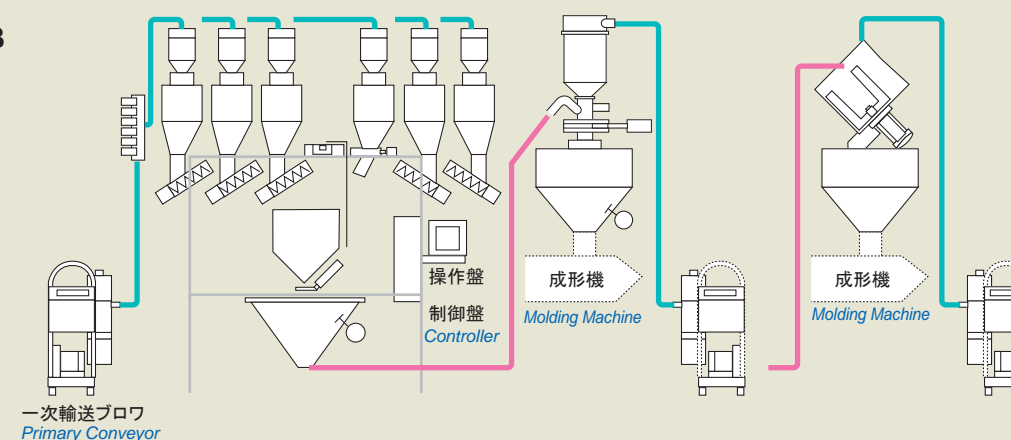 操作盤
制御盤
Controller
成形機
Molding Machine
成形機
Molding Machine
一次輸送ブロワ
Primary Conveyor